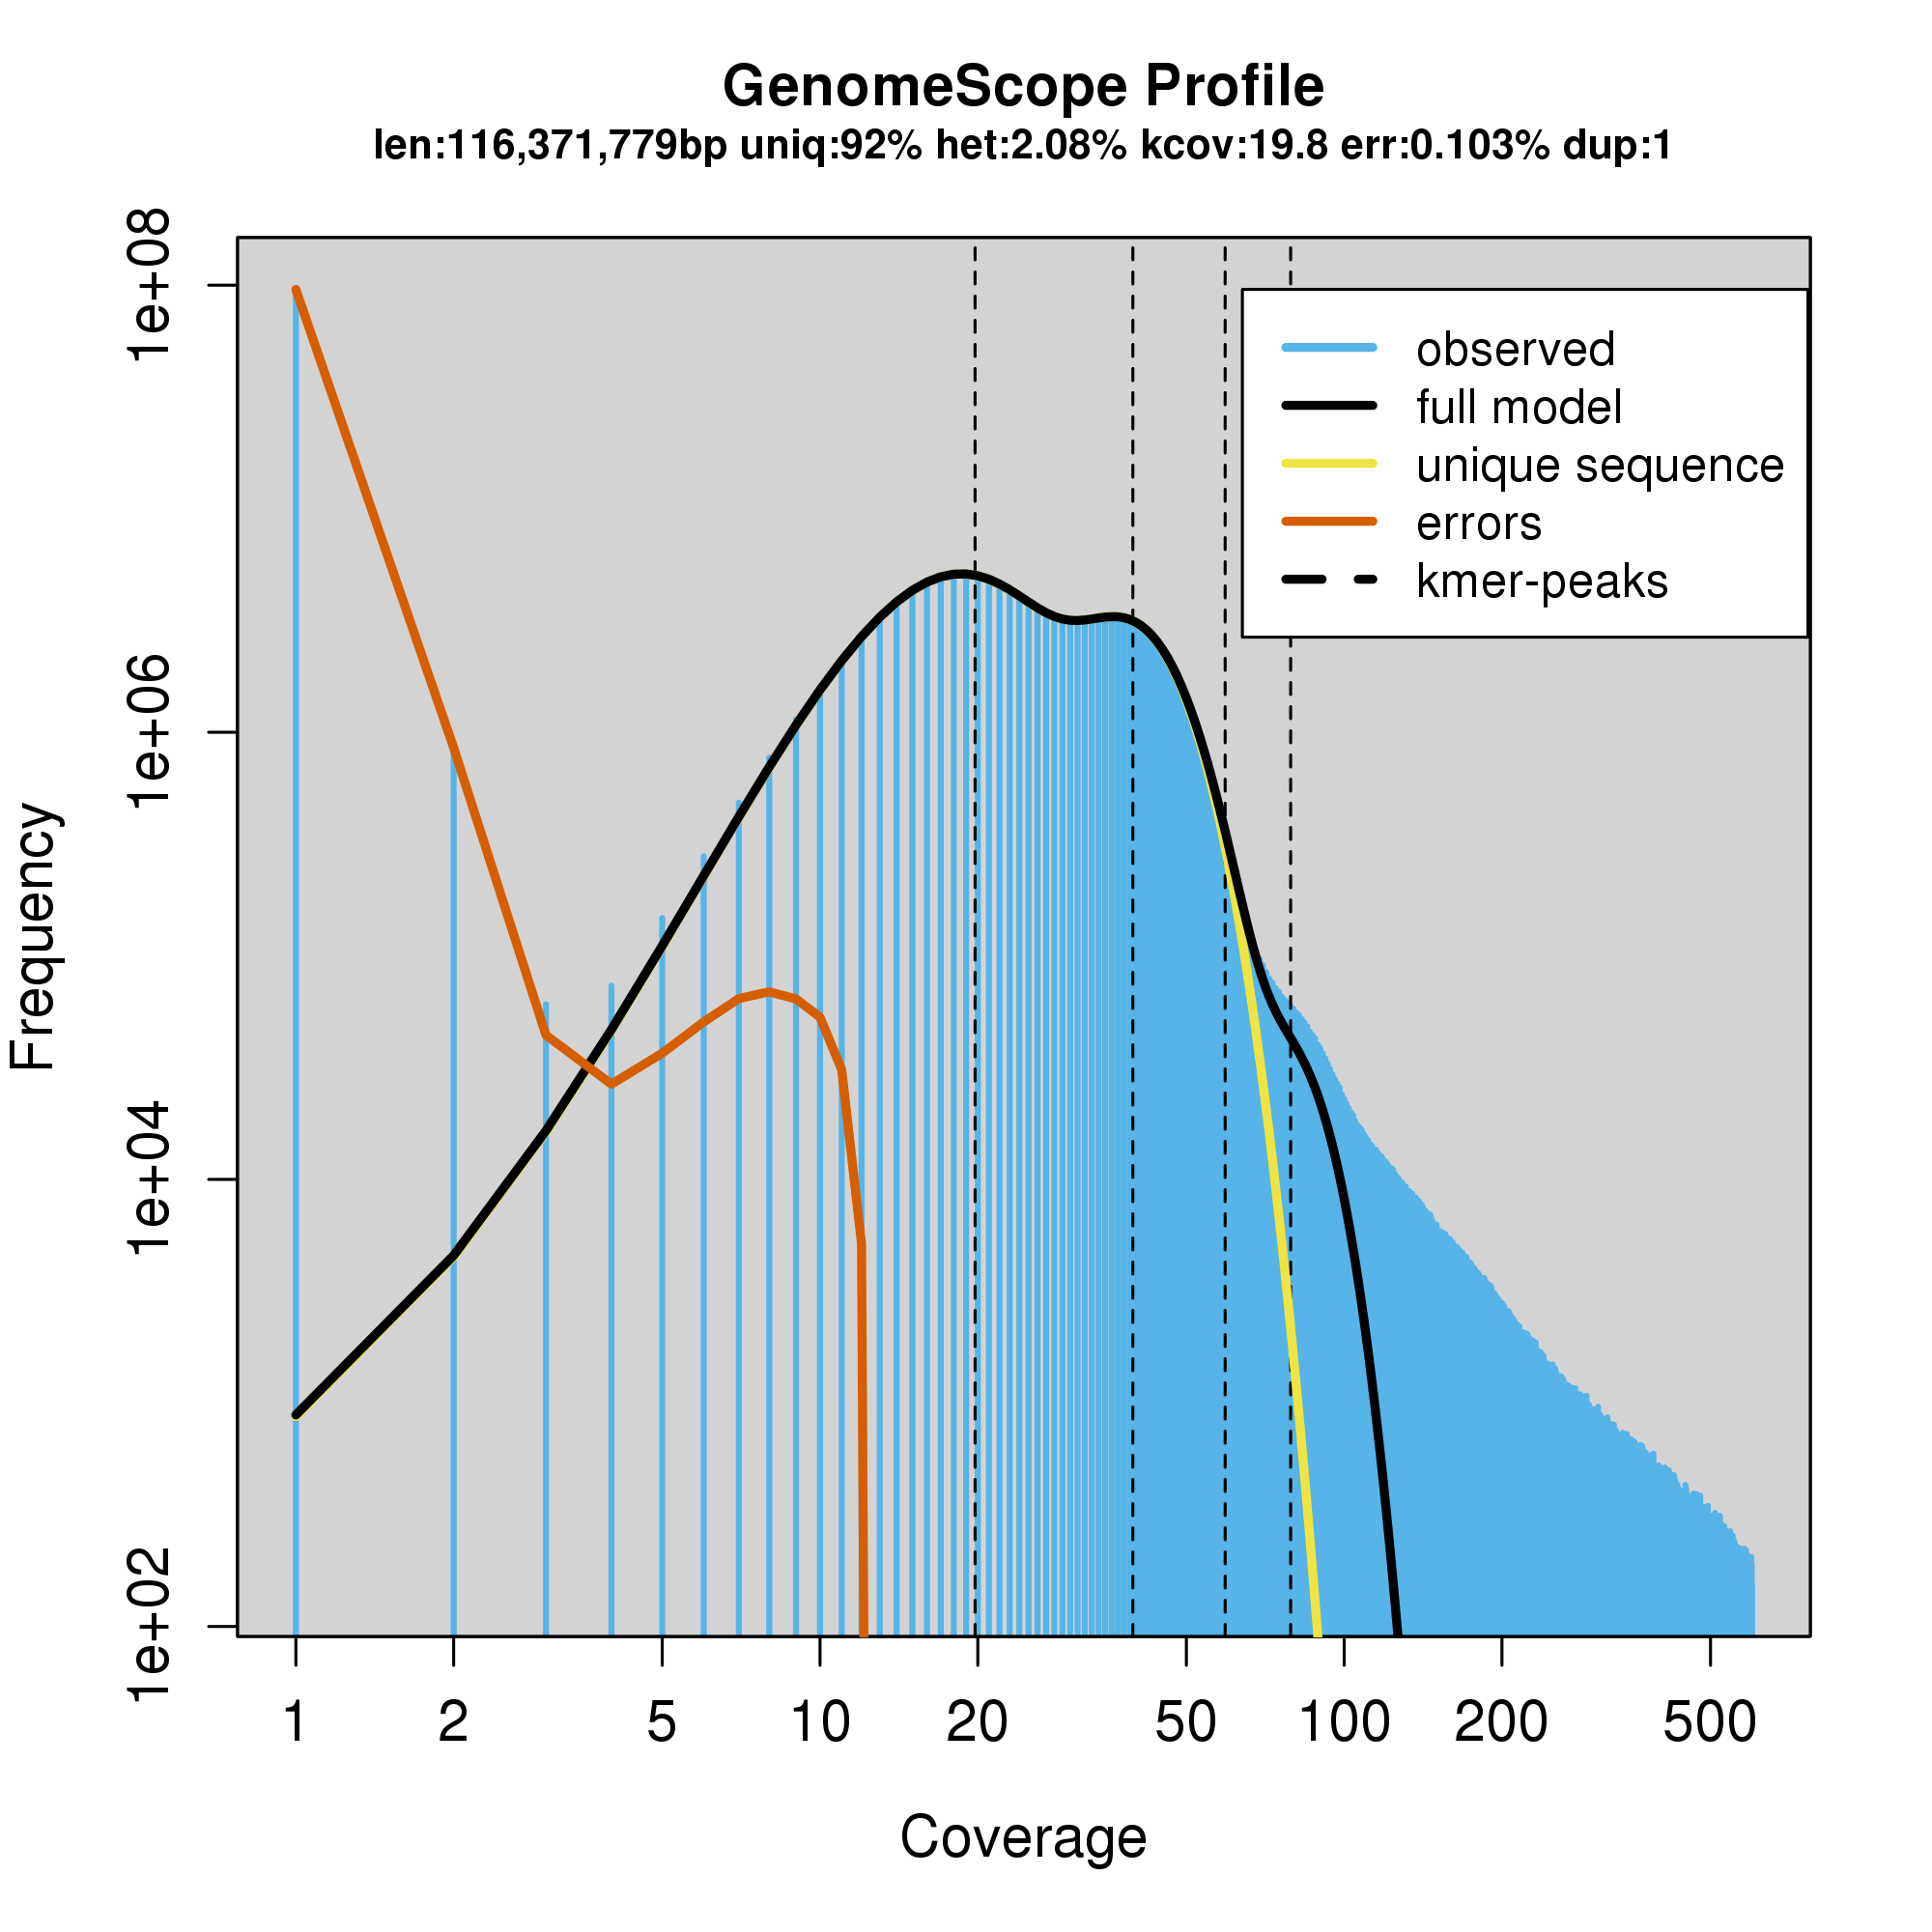 GenomeScope Profile
len:116,371,779bp uniq:92% het:2.08% kcov:19.8 err:0.103% dup:1
observed
full model
unique sequence
errors
kmer-peaks
Frequency
1e+08
1e+06
1e+04
1e+02
1 2 5 10 20 50 100 200 500
Coverage